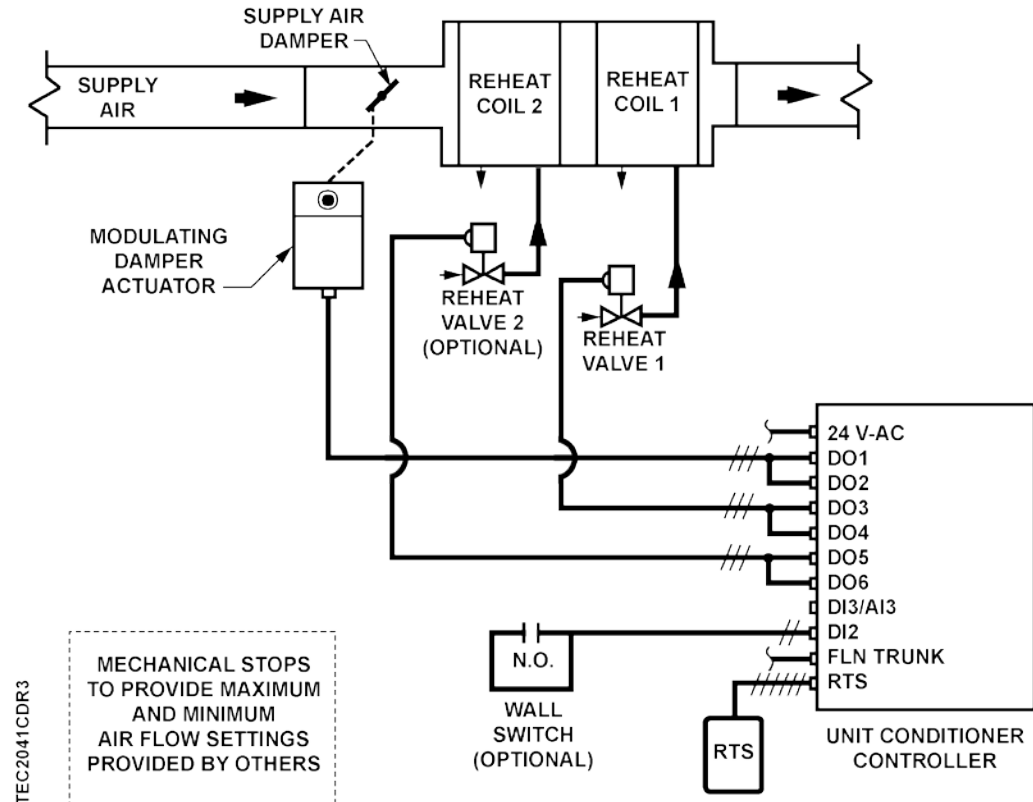 SUPPLY AIR
DAMPER
SUPPLY
AIR
REHEAT
COIL 2
REHEAT
COIL 1
MODULATING
DAMPER
ACTUATOR
REHEAT
VALVE 2
(OPTIONAL)
REHEAT
VALVE 1
24 V-AC
DO1
DO2
DO3
DO4
DO5
DO6
DI3/AI3
DI2
FLN TRUNK
RTS
UNIT CONDITIONER
CONTROLLER
N.O.
WALL
SWITCH
(OPTIONAL)
RTS
MECHANICAL STOPS
TO PROVIDE MAXIMUM
AND MINIMUM
AIR FLOW SETTINGS
PROVIDED BY OTHERS
TEC2041CDR3